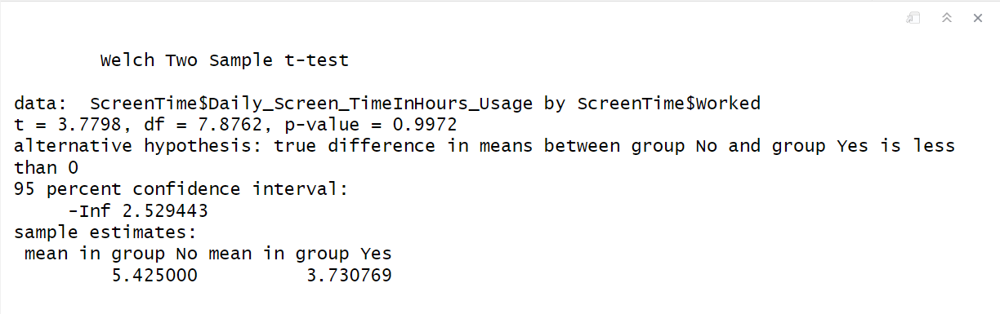 Welch Two Sample t-test
data:  ScreenTime$Daily_Screen_TimeInHours_Usage by ScreenTime$Worked
t = 3.7798, df = 7.8762, p-value = 0.9972
alternative hypothesis: true difference in means between group No and group Yes is less
than 0
95 percent confidence interval:
-Inf 2.529443
sample estimates:
mean in group No mean in group Yes
5.425000          3.730769